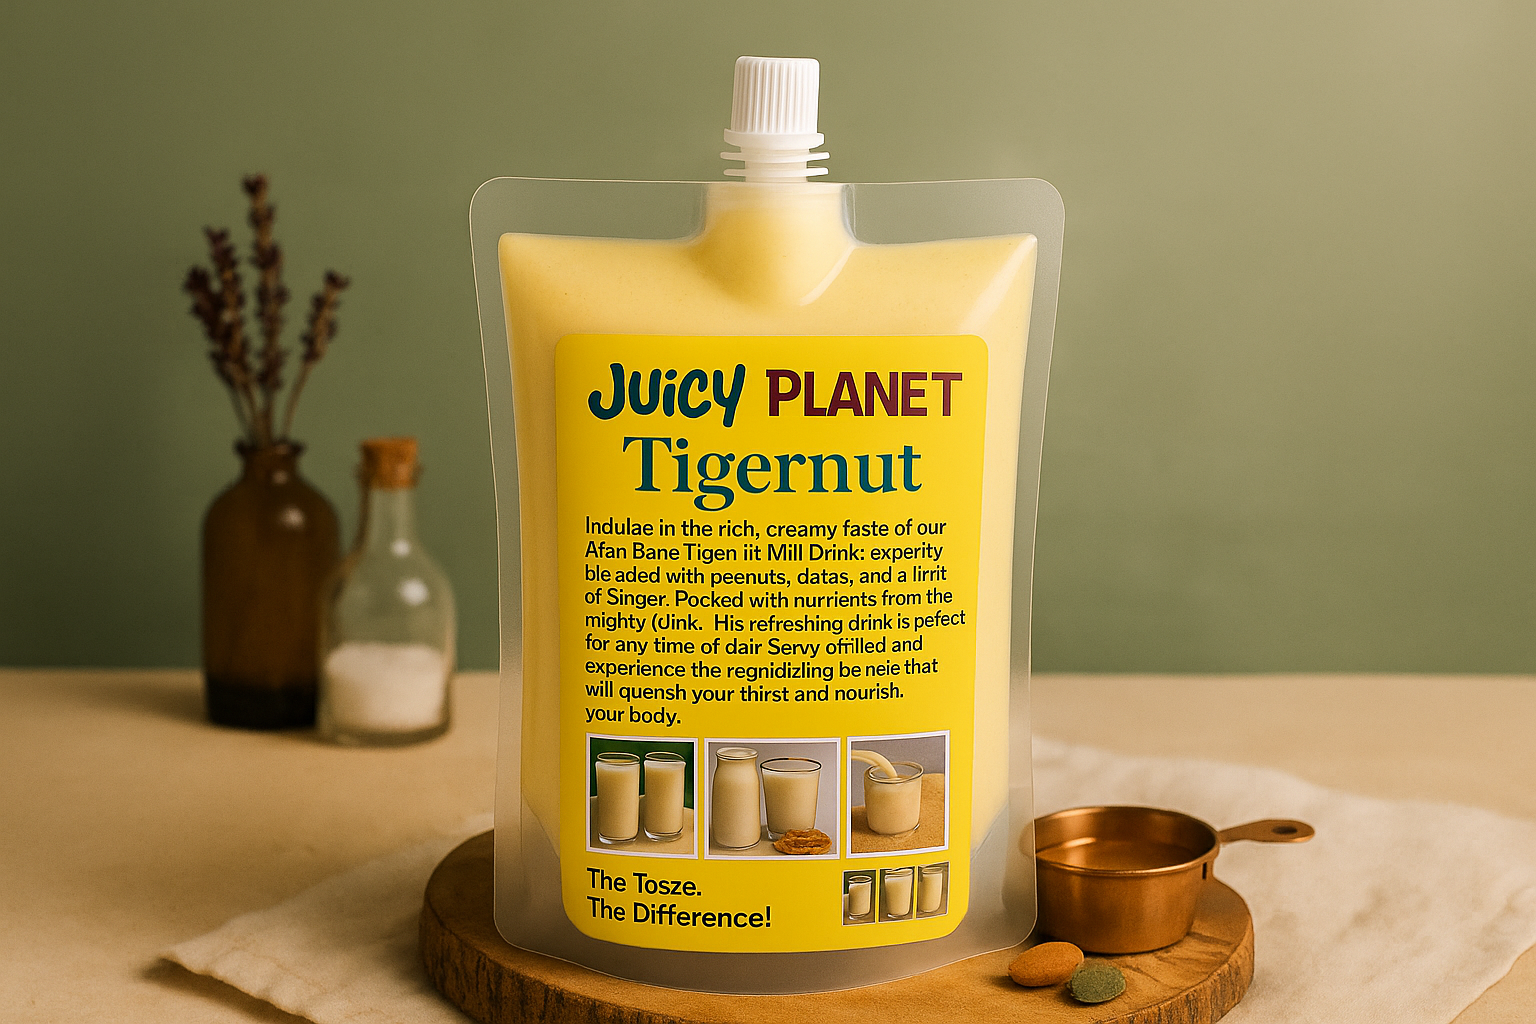 JUiCY PLANET
Tigernut
Indulae in the rich, creamy faste of our
Afan Bane Tigen iit Mill Drink: experity
ble aded with peenuts, datas, and a lirrit
of Singer. Pocked with nurrients from the
mighty (Jink. His refreshing drink is pefect
for any time of dair Servy offilled and
experience the regnidizling be neie that
will quensh your thirst and nourish.
your body.
The Tosze.
The Difference!